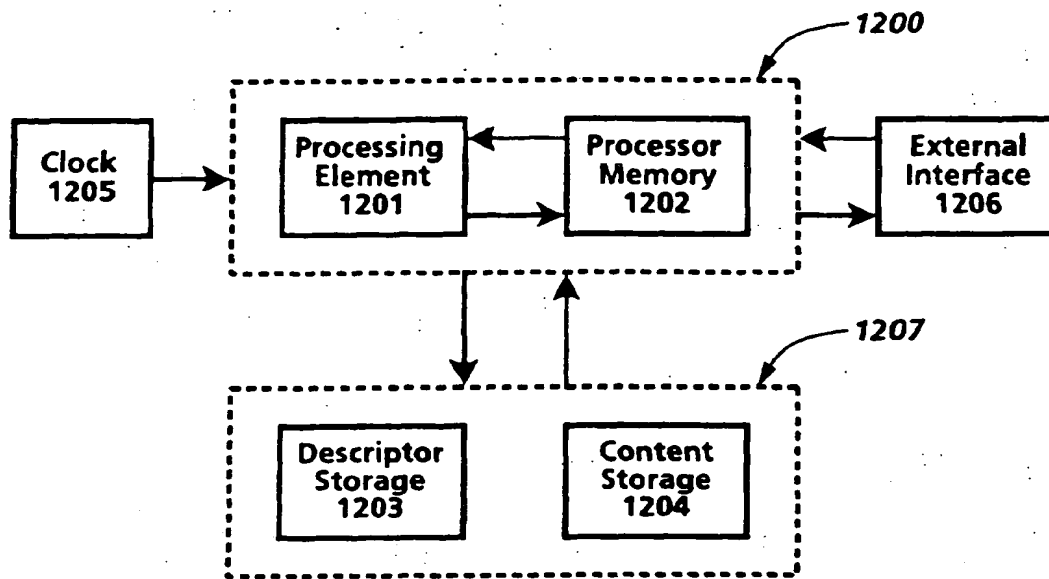 1200
Clock
1205
Processing
Element
1201
Processor
Memory
1202
External
Interface
1206
1207
Descriptor
Storage
1203
Content
Storage
1204